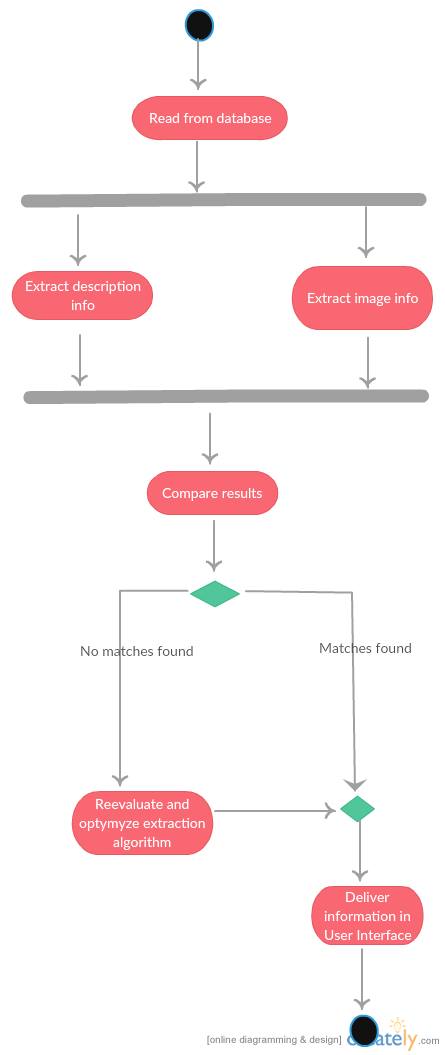 Read from database
Extract description
info
Extract image info
Compare results
No matches found
Matches found
Reevaluate and
optymyze extraction
algorithm
Deliver
information in
User Interface
[online diagramming & design]
ately.com